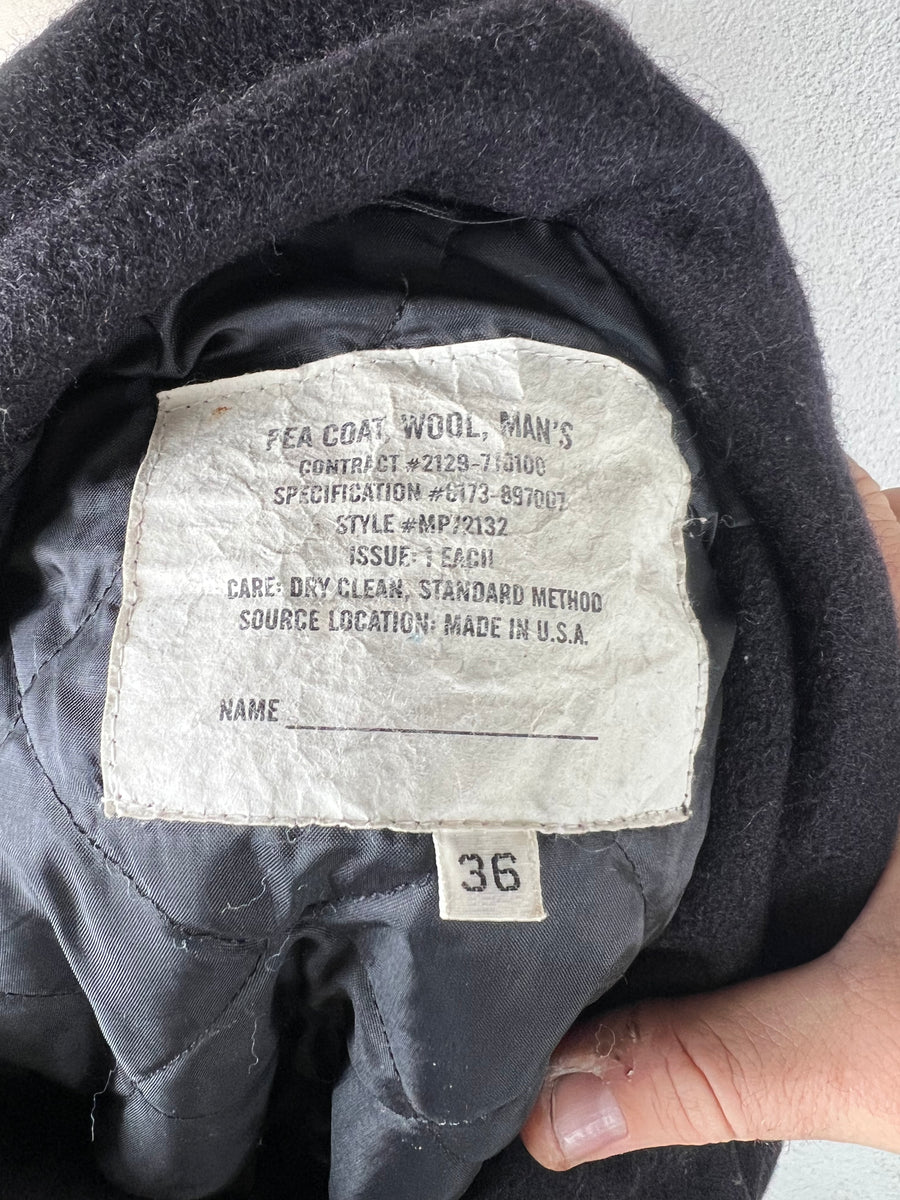 PEA COAT, WOOL, MAN'S
CONTRACT #2129-713100
SPECIFICATION #8173-897007
STYLE #MP72132
ISSUE: 1 EACH
CARE: DRY CLEAN, STANDARD METHOD
SOURCE LOCATION: MADE IN U.S.A.
NAME
36